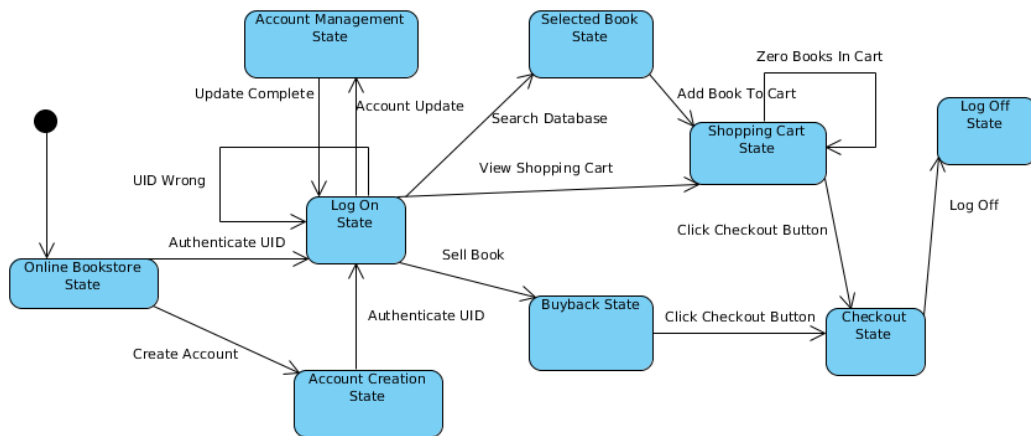 Account Management
State
Selected Book
State
Zero Books In Cart
Update Complete
Account Update
Add Book To Cart
Search Database
Shopping Cart
State
Log Off
State
UID Wrong
View Shopping Cart
Log On
State
Log Off
Authenticate UID
Click Checkout Button
Online Bookstore
State
Sell Book
Buyback State
Authenticate UID
Click Checkout Button
Checkout
State
Create Account
Account Creation
State